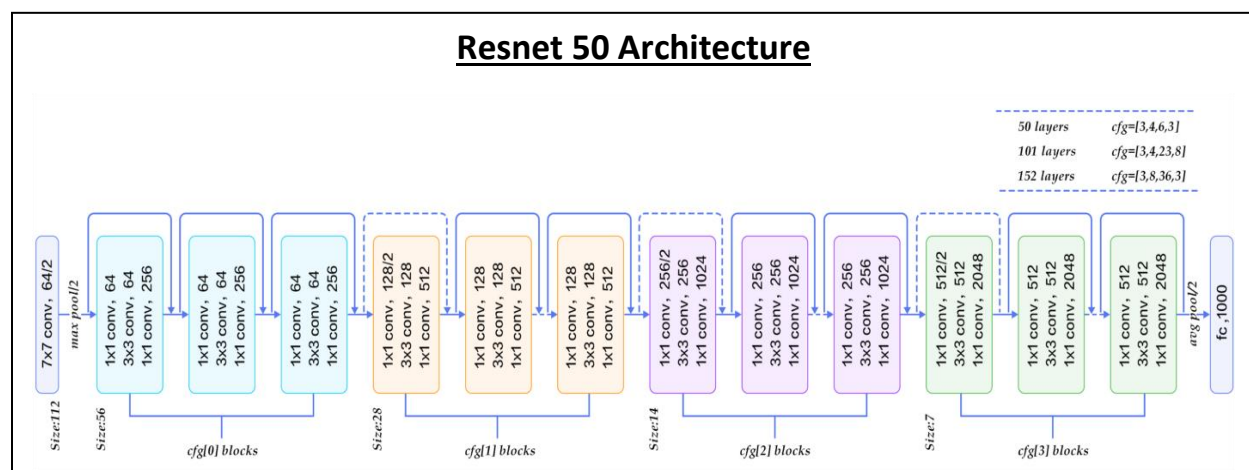 Resnet 50 Architecture
50 layers cfg=[3,4,6,3]
101 layers cfg=[3,4,23,8]
152 layers cfg=[3,8,36,3]
7x7 conv, 64/2
max pool/2
1x1 conv, 64
3x3 conv, 64
1x1 conv, 256
1x1 conv, 64
3x3 conv, 64
1x1 conv, 256
1x1 conv, 64
3x3 conv, 64
1x1 conv, 256
1x1 conv, 128/2
3x3 conv, 128
1x1 conv, 512
1x1 conv, 128
3x3 conv, 128
1x1 conv, 512
1x1 conv, 128
3x3 conv, 128
1x1 conv, 512
1x1 conv, 256/2
3x3 conv, 256
1x1 conv, 1024
1x1 conv, 256
3x3 conv, 256
1x1 conv, 1024
1x1 conv, 256
3x3 conv, 256
1x1 conv, 1024
1x1 conv, 512/2
3x3 conv, 512
1x1 conv, 2048
1x1 conv, 512
3x3 conv, 512
1x1 conv, 2048
1x1 conv, 512
3x3 conv, 512
1x1 conv, 2048
avg pool/2
fc ,1000
Size:112
Size:56
Size:28
Size:14
Size:7
cfg[0] blocks
cfg[1] blocks
cfg[2] blocks
cfg[3] blocks